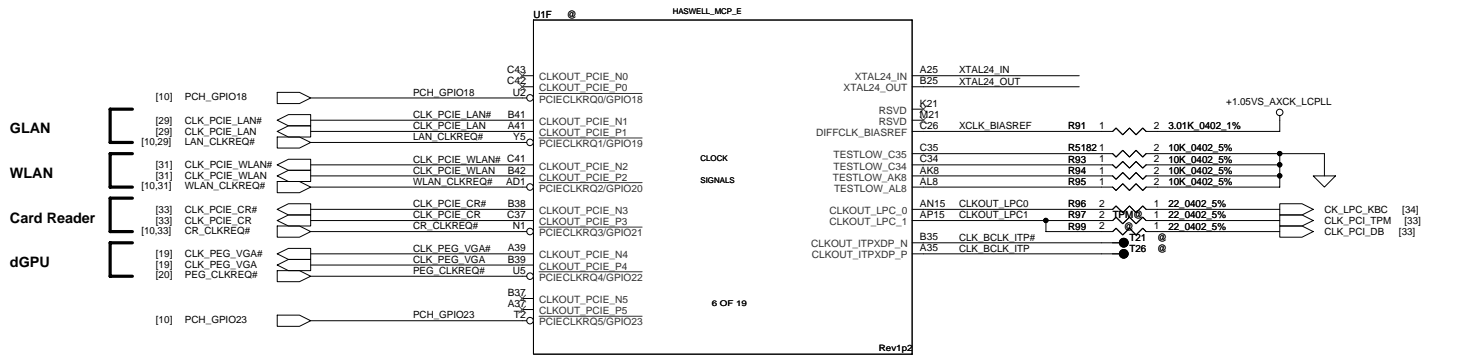 U1F @ HASWELL_MCP_E
C43 CLKOUT_PCIE_N0
C42 CLKOUT_PCIE_P0
[10] PCH_GPIO18 PCH_GPIO18 U2 PCIECLKRQ0/GPIO18
GLAN
[29] CLK_PCIE_LAN# CLK_PCIE_LAN# B41 CLKOUT_PCIE_N1
[29] CLK_PCIE_LAN CLK_PCIE_LAN A41 CLKOUT_PCIE_P1
[10,29] LAN_CLKREQ# LAN_CLKREQ# Y5 PCIECLKRQ1/GPIO19
WLAN
[31] CLK_PCIE_WLAN# CLK_PCIE_WLAN# C41 CLKOUT_PCIE_N2
[31] CLK_PCIE_WLAN CLK_PCIE_WLAN B42 CLKOUT_PCIE_P2
[10,31] WLAN_CLKREQ# WLAN_CLKREQ# AD1 PCIECLKRQ2/GPIO20
Card Reader
[33] CLK_PCIE_CR# CLK_PCIE_CR# B38 CLKOUT_PCIE_N3
[33] CLK_PCIE_CR CLK_PCIE_CR C37 CLKOUT_PCIE_P3
[10,33] CR_CLKREQ# CR_CLKREQ# N1 PCIECLKRQ3/GPIO21
dGPU
[19] CLK_PEG_VGA# CLK_PEG_VGA# A39 CLKOUT_PCIE_N4
[19] CLK_PEG_VGA CLK_PEG_VGA B39 CLKOUT_PCIE_P4
[20] PEG_CLKREQ# PEG_CLKREQ# U5 PCIECLKRQ4/GPIO22
B37 CLKOUT_PCIE_N5
A37 CLKOUT_PCIE_P5
[10] PCH_GPIO23 PCH_GPIO23 T2 PCIECLKRQ5/GPIO23
CLOCK
SIGNALS
6 OF 19
Rev1p2
XTAL24_IN A25 XTAL24_IN
XTAL24_OUT B25 XTAL24_OUT
RSVD K21
RSVD M21
+1.05VS_AXCK_LCPLL
DIFFCLK_BIASREF C26 XCLK_BIASREF R91 1 2 3.01K_0402_1%
TESTLOW_C35 C35 R5182 1 2 10K_0402_5%
TESTLOW_C34 C34 R93 1 2 10K_0402_5%
TESTLOW_AK8 AK8 R94 1 2 10K_0402_5%
TESTLOW_AL8 AL8 R95 1 2 10K_0402_5%
CLKOUT_LPC_0 AN15 CLKOUT_LPC0 R96 2 1 22_0402_5% CK_LPC_KBC [34]
CLKOUT_LPC_1 AP15 CLKOUT_LPC1 R97 2 TPM@ 1 22_0402_5% CLK_PCI_TPM [33]
R99 2 @ 1 22_0402_5% CLK_PCI_DB [33]
CLKOUT_ITPXDP_N B35 CLK_BCLK_ITP# T21 @
CLKOUT_ITPXDP_P A35 CLK_BCLK_ITP T26 @